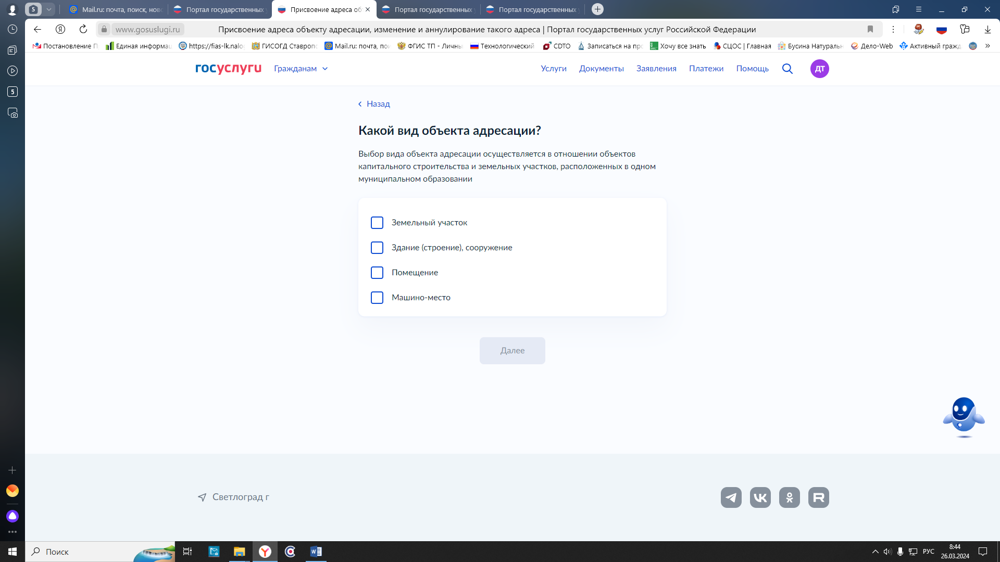 5
Mail.ru: почта, поиск, нов
Портал государственных
Присвоение адреса об
Портал государственных
Портал государственных
www.gosuslugi.ru
Присвоение адреса объекту адресации, изменение и аннулирование такого адреса | Портал государственных услуг Российской Федерации
Постановление П
Единая информа
https://fias-lk.nalo
ГИСОГД Ставроп
Mail.ru: почта, пои
ФГИС ТП - Личны
Технологический
CDTO
Записаться на пр
Хочу все знать
СЦОС | Главная
Бусина Натураль
Дело-Web
Активный гражд
»
5
госуслуги
Гражданам
Услуги
Документы
Заявления
Платежи
Помощь
ДТ
Назад
Какой вид объекта адресации?
Выбор вида объекта адресации осуществляется в отношении объектов
капитального строительства и земельных участков, расположенных в одном
муниципальном образовании
Земельный участок
Здание (строение), сооружение
Помещение
Машино-место
Далее
Светлоград г
Поиск
РУС
8:44
26.03.2024